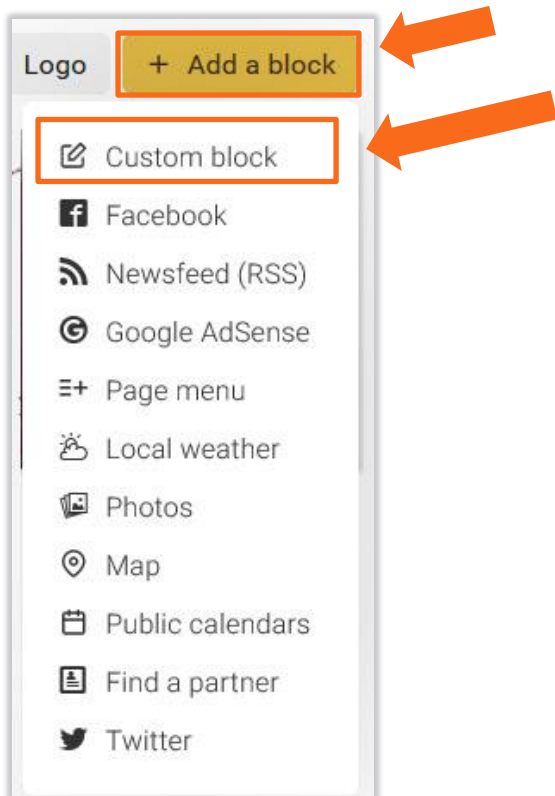 Logo + Add a block
Custom block
Facebook
Newsfeed (RSS)
Google AdSense
Page menu
Local weather
Photos
Map
Public calendars
Find a partner
Twitter